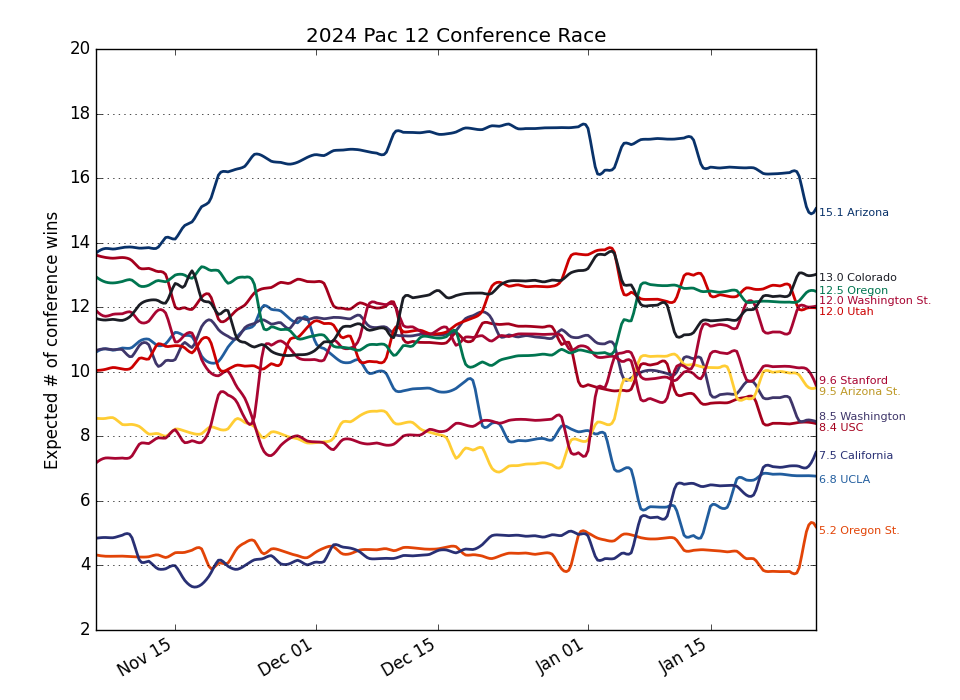 2024 Pac 12 Conference Race
Expected # of conference wins
20
18
16
14
12
10
8
6
4
2
Nov 15
Dec 01
Dec 15
Jan 01
Jan 15
15.1 Arizona
13.0 Colorado
12.5 Oregon
12.0 Washington St.
12.0 Utah
9.6 Stanford
9.5 Arizona St.
8.5 Washington
8.4 USC
7.5 California
6.8 UCLA
5.2 Oregon St.